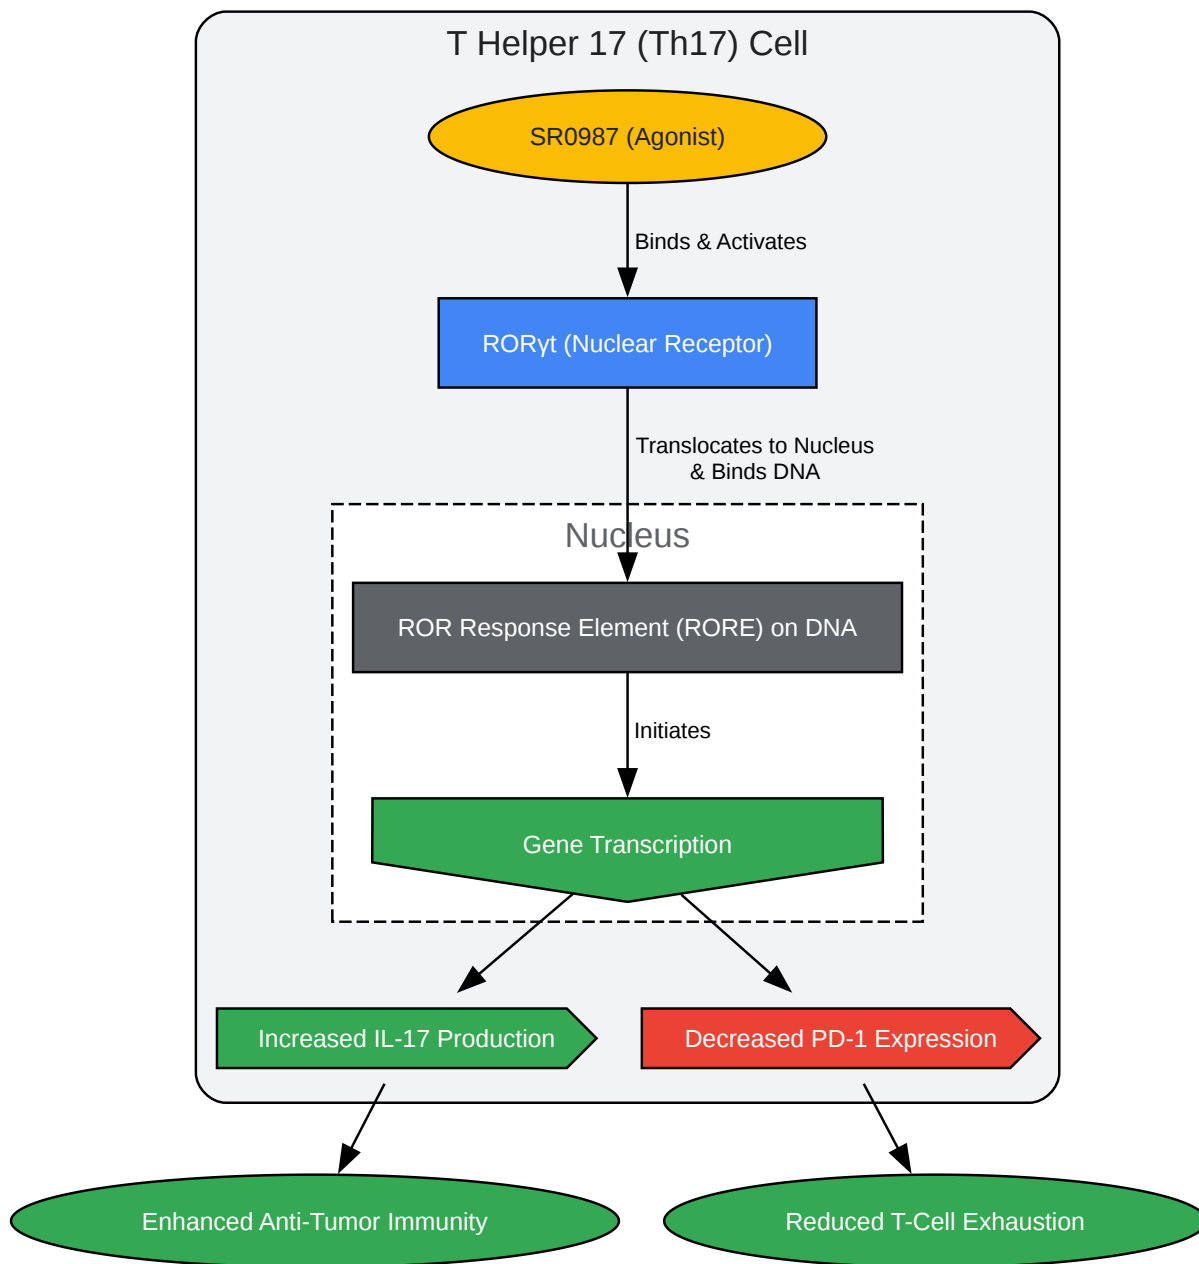 T Helper 17 (Th17) Cell
SR0987 (Agonist)
Binds & Activates
RORγt (Nuclear Receptor)
Translocates to Nucleus
& Binds DNA
Nucleus
ROR Response Element (RORE) on DNA
Initiates
Gene Transcription
Increased IL-17 Production
Decreased PD-1 Expression
Enhanced Anti-Tumor Immunity
Reduced T-Cell Exhaustion